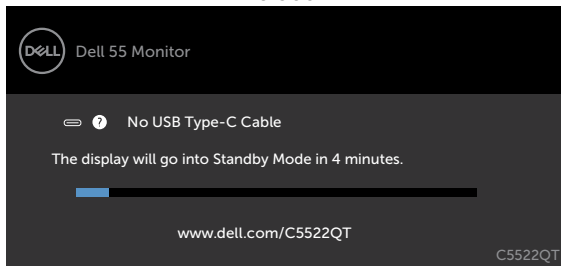 DELL Dell 55 Monitor
? No USB Type-C Cable
The display will go into Standby Mode in 4 minutes.
www.dell.com/C5522QT
C5522QT